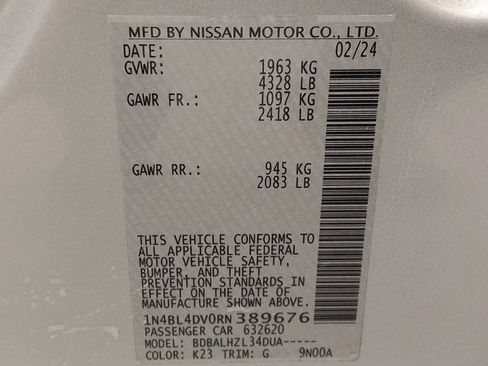 MFD BY NISSAN MOTOR CO., LTD.
DATE: 02/24
GVWR: 1963 KG
4328 LB
GAWR FR.: 1097 KG
2418 LB
GAWR RR.: 945 KG
2083 LB
THIS VEHICLE CONFORMS TO
ALL APPLICABLE FEDERAL
MOTOR VEHICLE SAFETY,
BUMPER, AND THEFT
PREVENTION STANDARDS
IN EFFECT ON THE DATE OF
MANUFACTURE SHOWN ABOVE.
1N4BL4DV0RN389676
PASSENGER CAR 632620
MODEL: BDBALHZL34DUA-----
COLOR: K23 TRIM: G 9N00A